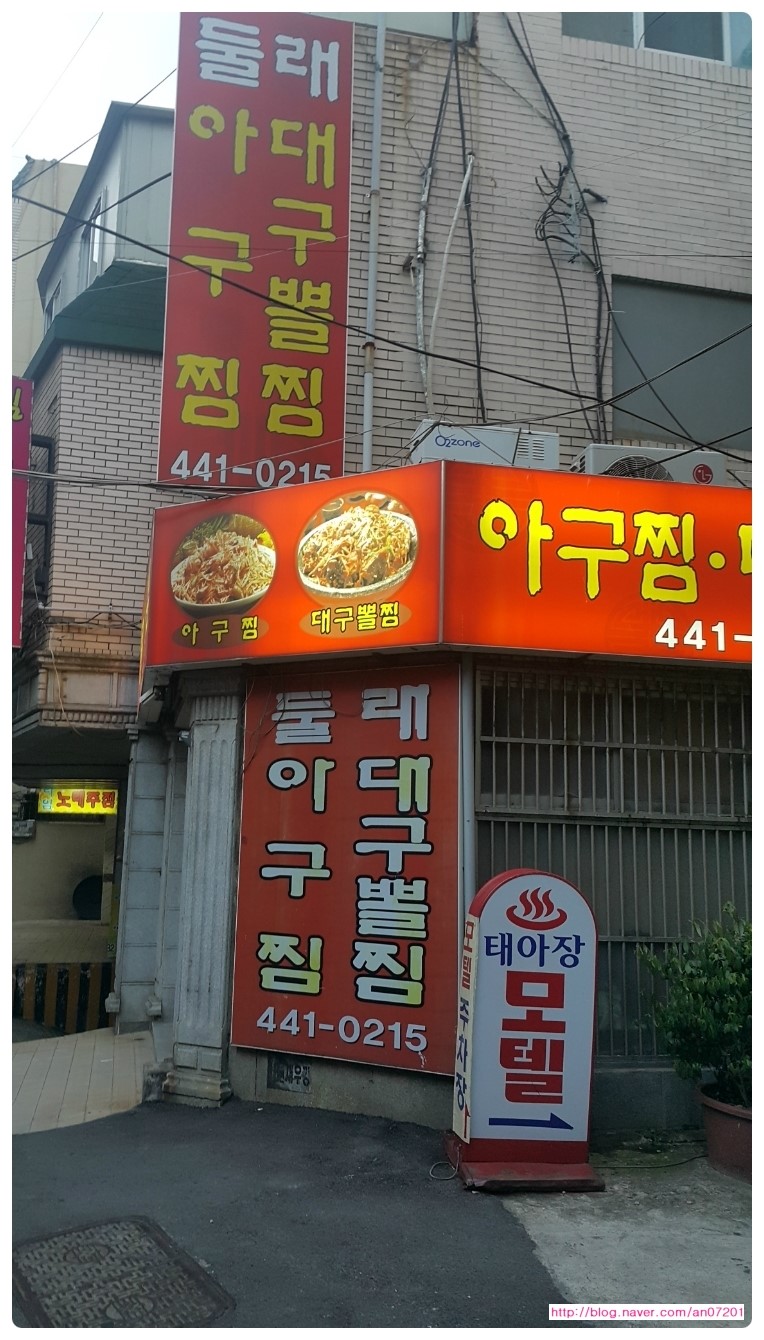 둘래
아구찜
대구뽈찜
441-0215
O2zone
LG
아구찜
대구뽈찜
아구찜·
441-
둘래
아구찜
대구뽈찜
441-0215
태아장
모텔
모텔 주차장
http://blog.naver.com/an07201